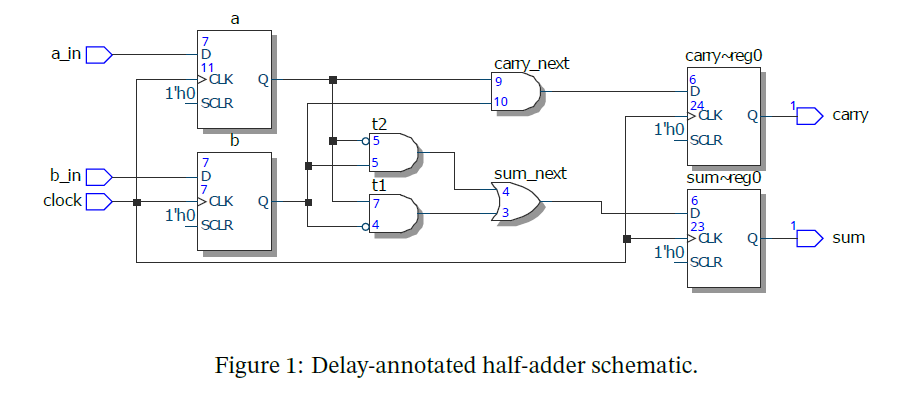 a
a_in
7
D
11
CLK
Q
1'h0
SCLR
carry_next
9
10
carry~reg0
6
D
24
CLK
Q
1'h0
SCLR
1
carry
t2
5
5
b
b_in
clock
7
D
7
CLK
Q
1'h0
SCLR
t1
7
4
sum_next
4
3
sum~reg0
6
D
23
CLK
Q
1'h0
SCLR
1
sum
Figure 1: Delay-annotated half-adder schematic.